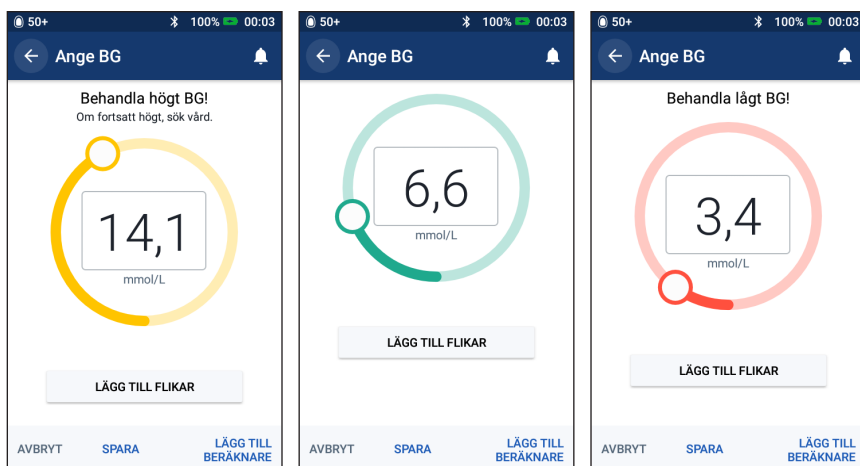 50+ 100% 00:03
Ange BG
Behandla högt BG!
Om fortsatt högt, sök vård.
14,1
mmol/L
LÄGG TILL FLIKAR
AVBRYT SPARA LÄGG TILL
BERÄKNARE
50+ 100% 00:03
Ange BG
6,6
mmol/L
LÄGG TILL FLIKAR
AVBRYT SPARA LÄGG TILL
BERÄKNARE
50+ 100% 00:03
Ange BG
Behandla lågt BG!
3,4
mmol/L
LÄGG TILL FLIKAR
AVBRYT SPARA LÄGG TILL
BERÄKNARE